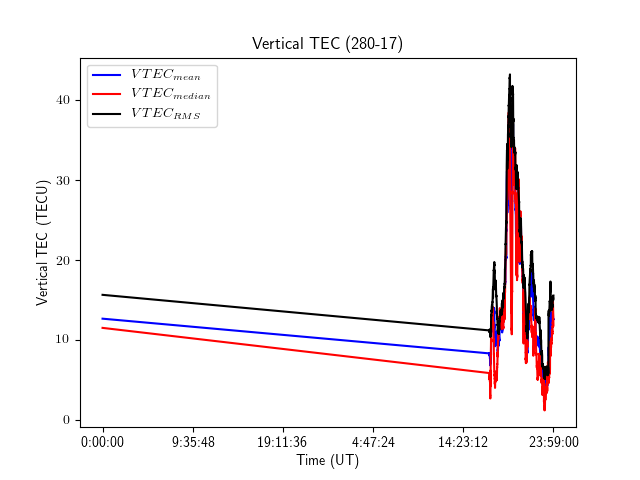 Vertical TEC (280-17)
VTEC_mean
VTEC_median
VTEC_RMS
Vertical TEC (TECU)
40
30
20
10
0
0:00:00 9:35:48 19:11:36 4:47:24 14:23:12 23:59:00
Time (UT)